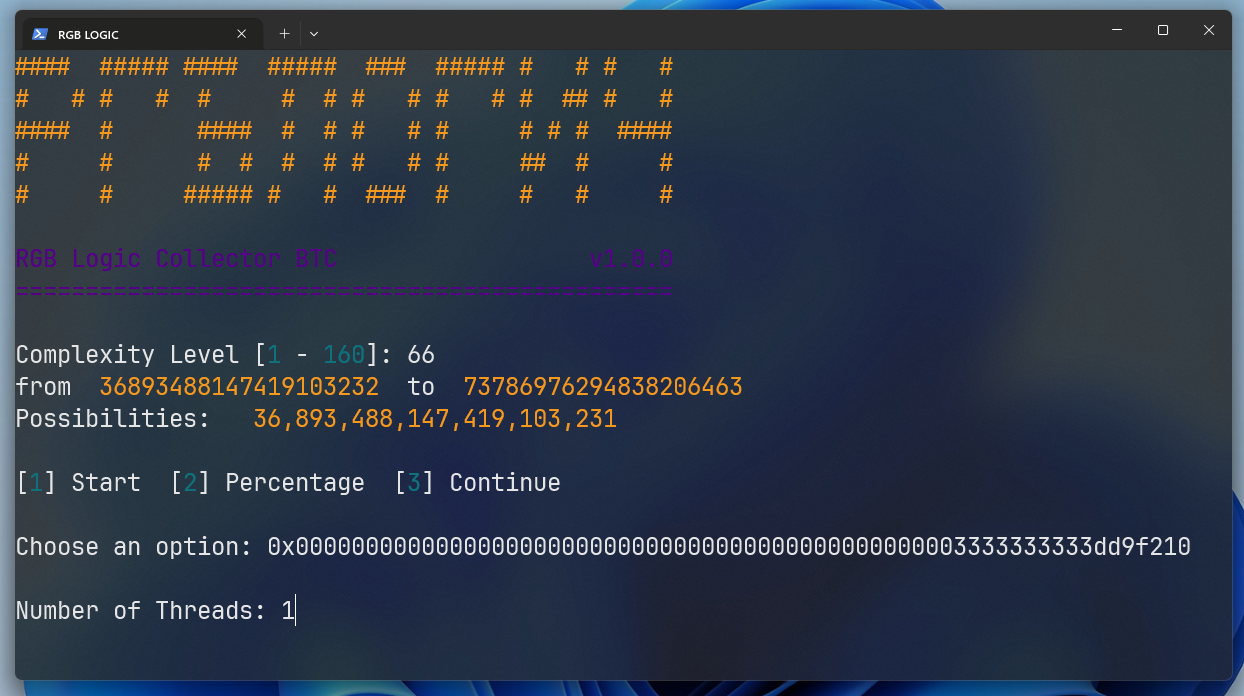 RGB LOGIC
####  ##### ####  #####  ###  ##### #   # #   #
#   # #   #  #     #  # #   # #   # #  ## #   #
####  #      ####  #  # #   # #     # # #  ####
#     #      #  #  #  # #   # #     ##  #     #
#     #     ##### #   #  ###  #     #   #     #
RGB Logic Collector BTC                  v1.0.0
===============================================
Complexity Level [1 - 160]: 66
from  36893488147419103232  to  73786976294838206463
Possibilities:   36,893,488,147,419,103,231
[1] Start  [2] Percentage  [3] Continue
Choose an option: 0x00000000000000000000000000000000000000000000003333333333dd9f210
Number of Threads: 1